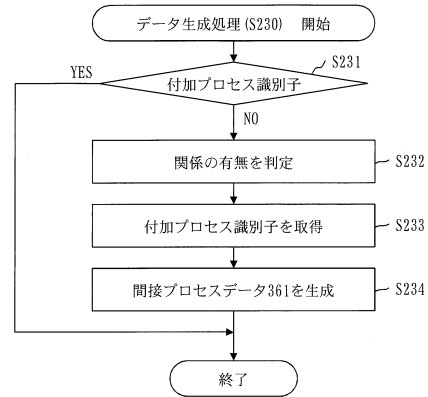 データ生成処理(S230) 開始
S231
YES
付加プロセス識別子
NO
関係の有無を判定
S232
付加プロセス識別子を取得
S233
間接プロセスデータ361を生成
S234
終了